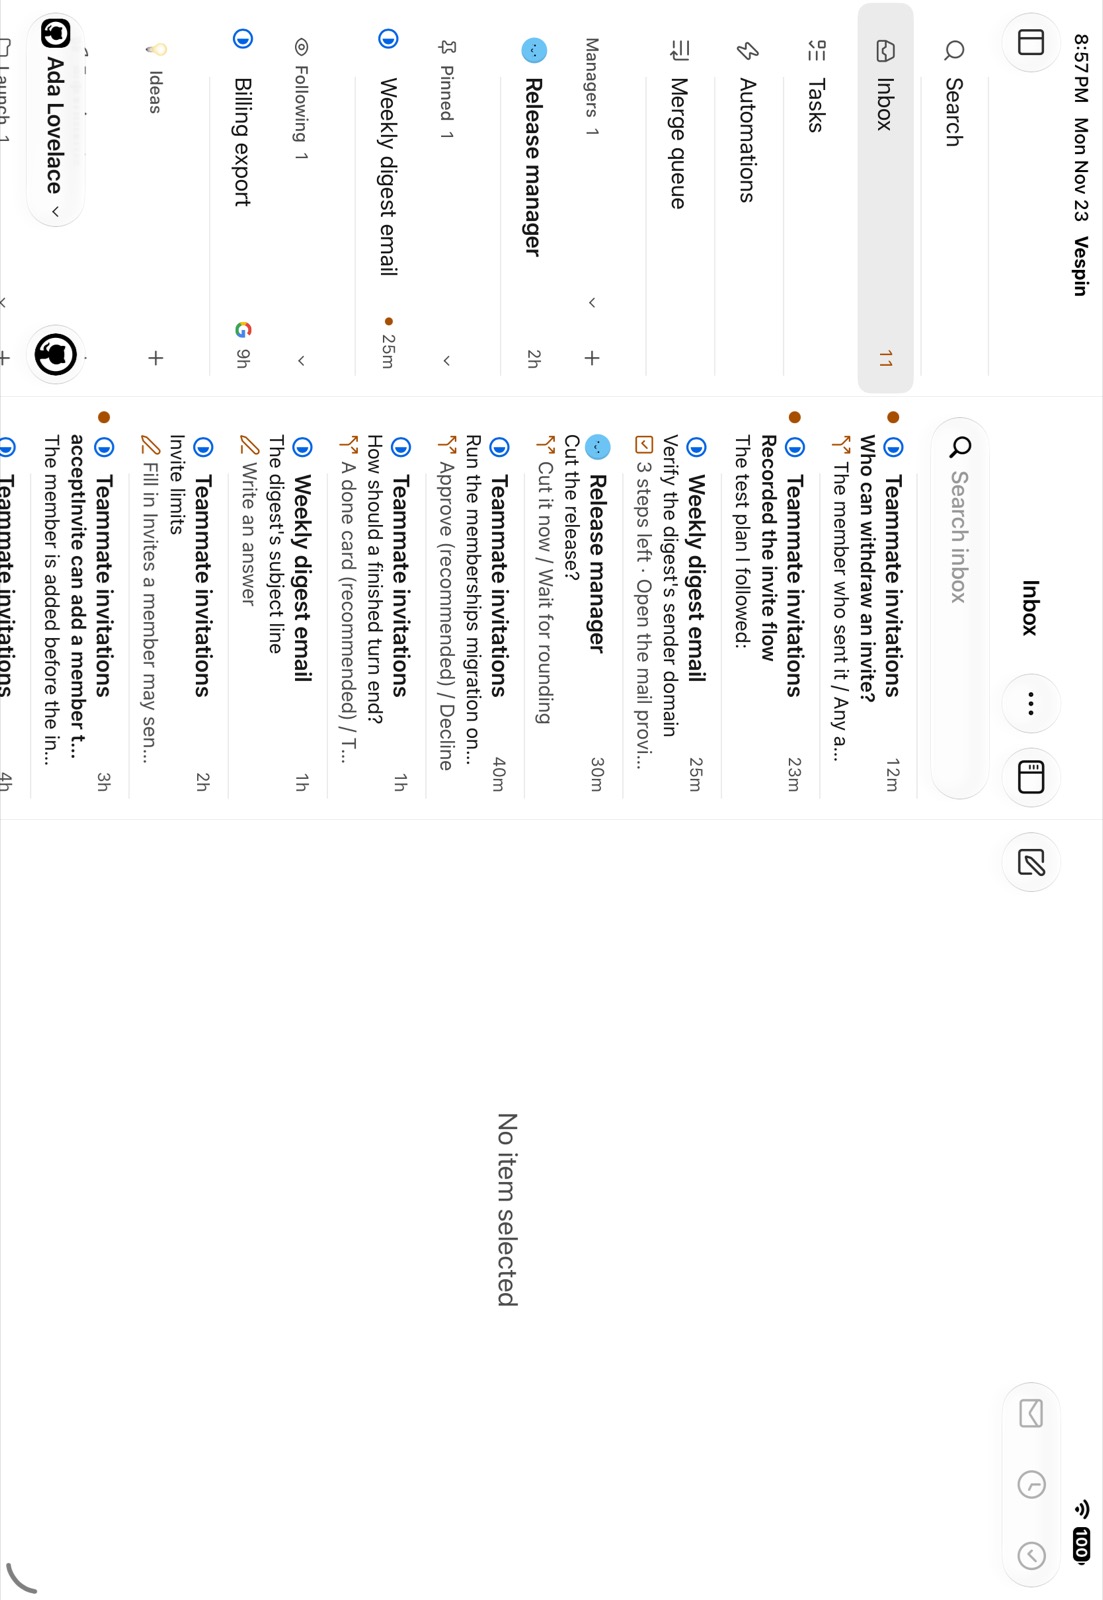 8:57 PM Mon Nov 23 Vespin
100
Inbox
Search
Search inbox
Inbox 11
Tasks
Automations
Merge queue
Managers 1
Release manager 2h
Pinned 1
Weekly digest email 25m
Following 1
Billing export 9h
Ideas
Ada Lovelace
Launch 1
Teammate invitations 12m
Who can withdraw an invite?
The member who sent it / Any a...
Teammate invitations 23m
Recorded the invite flow
The test plan I followed:
Weekly digest email 25m
Verify the digest's sender domain
3 steps left · Open the mail provi...
Release manager 30m
Cut the release?
Cut it now / Wait for rounding
Teammate invitations 40m
Run the memberships migration on...
Approve (recommended) / Decline
Teammate invitations 1h
How should a finished turn end?
A done card (recommended) / T...
Weekly digest email 1h
The digest's subject line
Write an answer
Teammate invitations 2h
Invite limits
Fill in Invites a member may sen...
Teammate invitations 3h
acceptInvite can add a member t...
The member is added before the in...
Teammate invitations 4h
No item selected